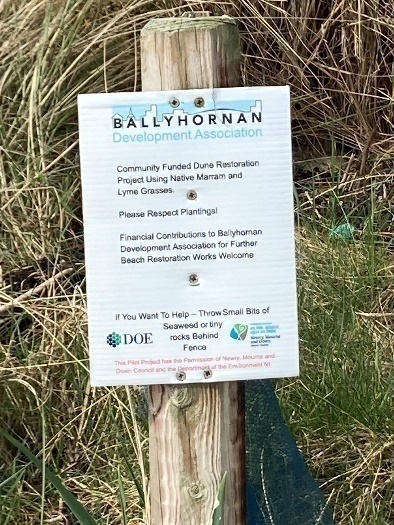 BALLYHORNAN
Development Association
Community Funded Dune Restoration
Project Using Native Marram and
Lyme Grasses.
Please Respect Plantings!
Financial Contributions to Ballyhornan
Development Association for Further
Beach Restoration Works Welcome
If You Want To Help – Throw Small Bits of
Seaweed or tiny
rocks Behind
Fence
DOE
Newry, Mourne
and Down
This Pilot Project has the Permission of Newry, Mourne and
Down Council and the Department of the Environment NI